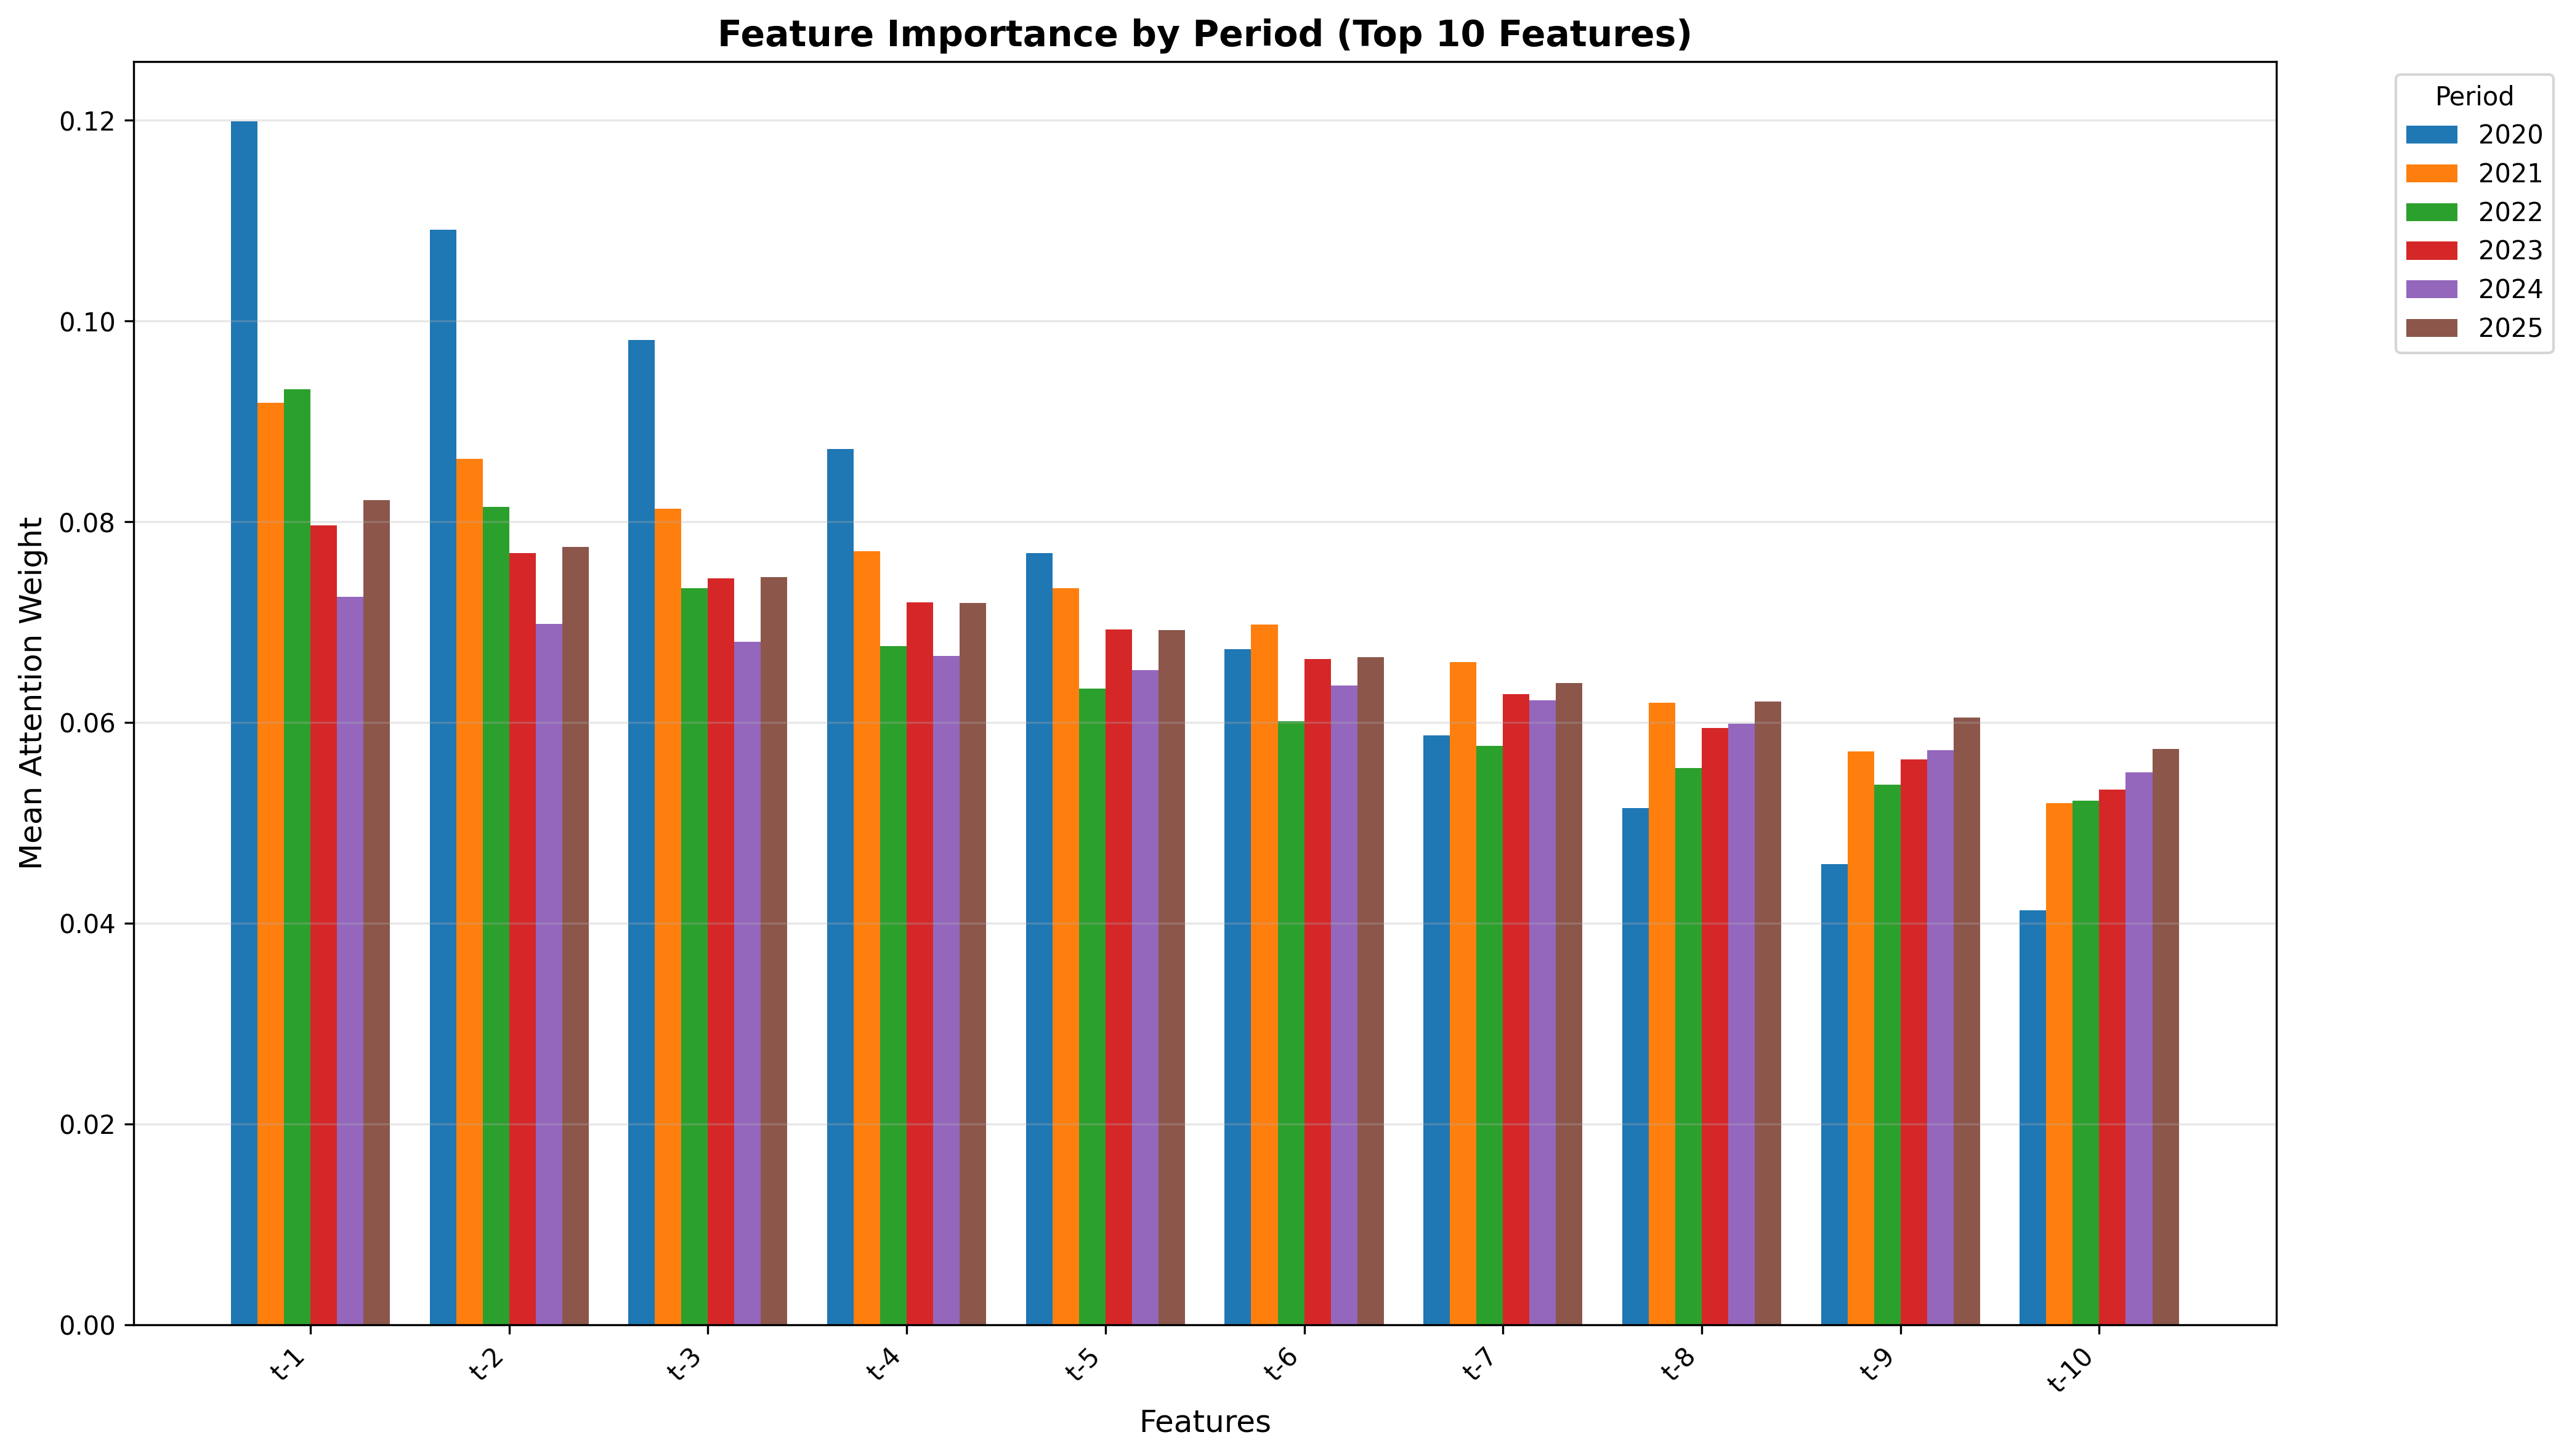 Feature Importance by Period (Top 10 Features)
Period
2020
2021
2022
2023
2024
2025
Mean Attention Weight
0.12
0.10
0.08
0.06
0.04
0.02
0.00
t-1
t-2
t-3
t-4
t-5
t-6
t-7
t-8
t-9
t-10
Features